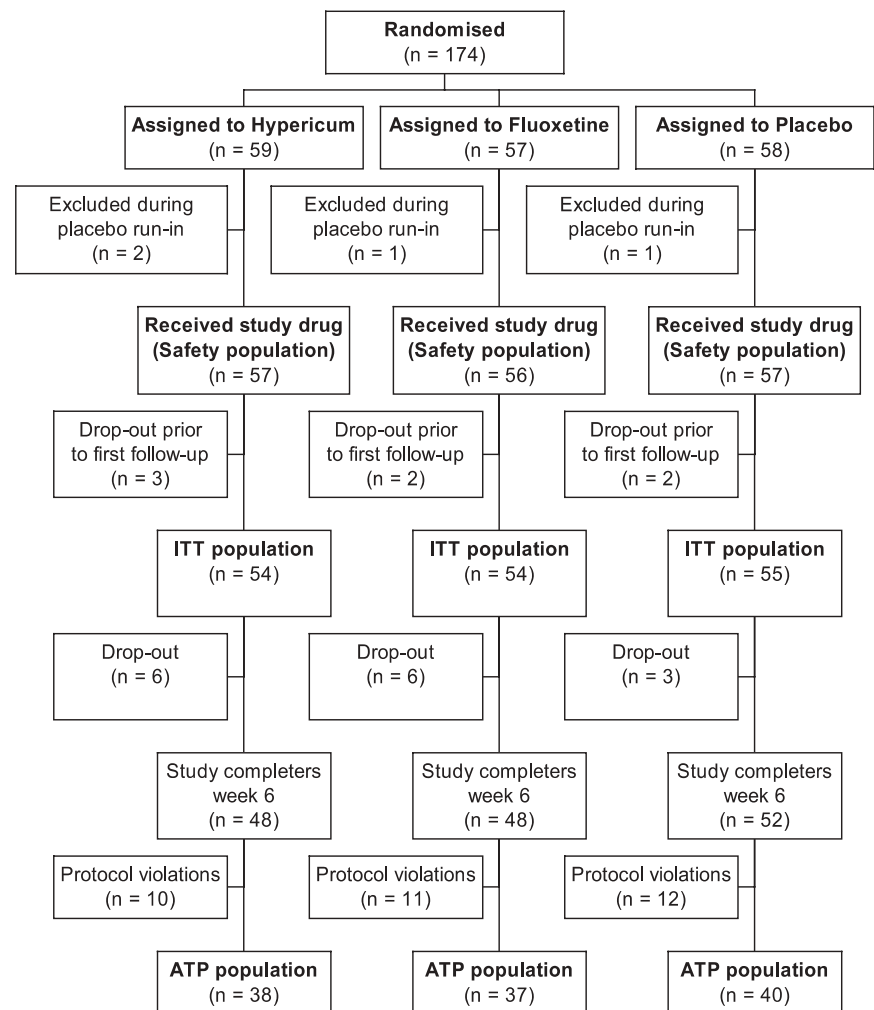 Randomised
(n = 174)
Assigned to Hypericum
(n = 59)
Assigned to Fluoxetine
(n = 57)
Assigned to Placebo
(n = 58)
Excluded during
placebo run-in
(n = 2)
Excluded during
placebo run-in
(n = 1)
Excluded during
placebo run-in
(n = 1)
Received study drug
(Safety population)
(n = 57)
Received study drug
(Safety population)
(n = 56)
Received study drug
(Safety population)
(n = 57)
Drop-out prior
to first follow-up
(n = 3)
Drop-out prior
to first follow-up
(n = 2)
Drop-out prior
to first follow-up
(n = 2)
ITT population
(n = 54)
ITT population
(n = 54)
ITT population
(n = 55)
Drop-out
(n = 6)
Drop-out
(n = 6)
Drop-out
(n = 3)
Study completers
week 6
(n = 48)
Study completers
week 6
(n = 48)
Study completers
week 6
(n = 52)
Protocol violations
(n = 10)
Protocol violations
(n = 11)
Protocol violations
(n = 12)
ATP population
(n = 38)
ATP population
(n = 37)
ATP population
(n = 40)